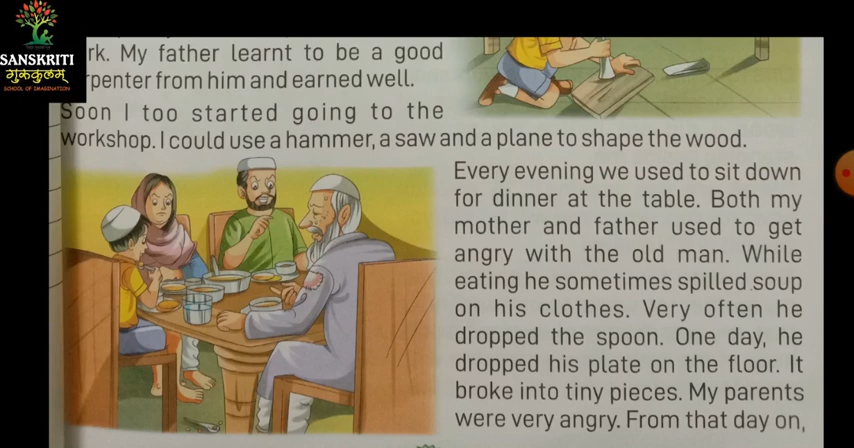 SANSKRITI
गुरुकुलम्
SCHOOL OF IMAGINATION
rk. My father learnt to be a good
rpenter from him and earned well.
Soon I too started going to the
workshop. I could use a hammer, a saw and a plane to shape the wood.
Every evening we used to sit down
for dinner at the table. Both my
mother and father used to get
angry with the old man. While
eating he sometimes spilled soup
on his clothes. Very often he
dropped the spoon. One day, he
dropped his plate on the floor. It
broke into tiny pieces. My parents
were very angry. From that day on,